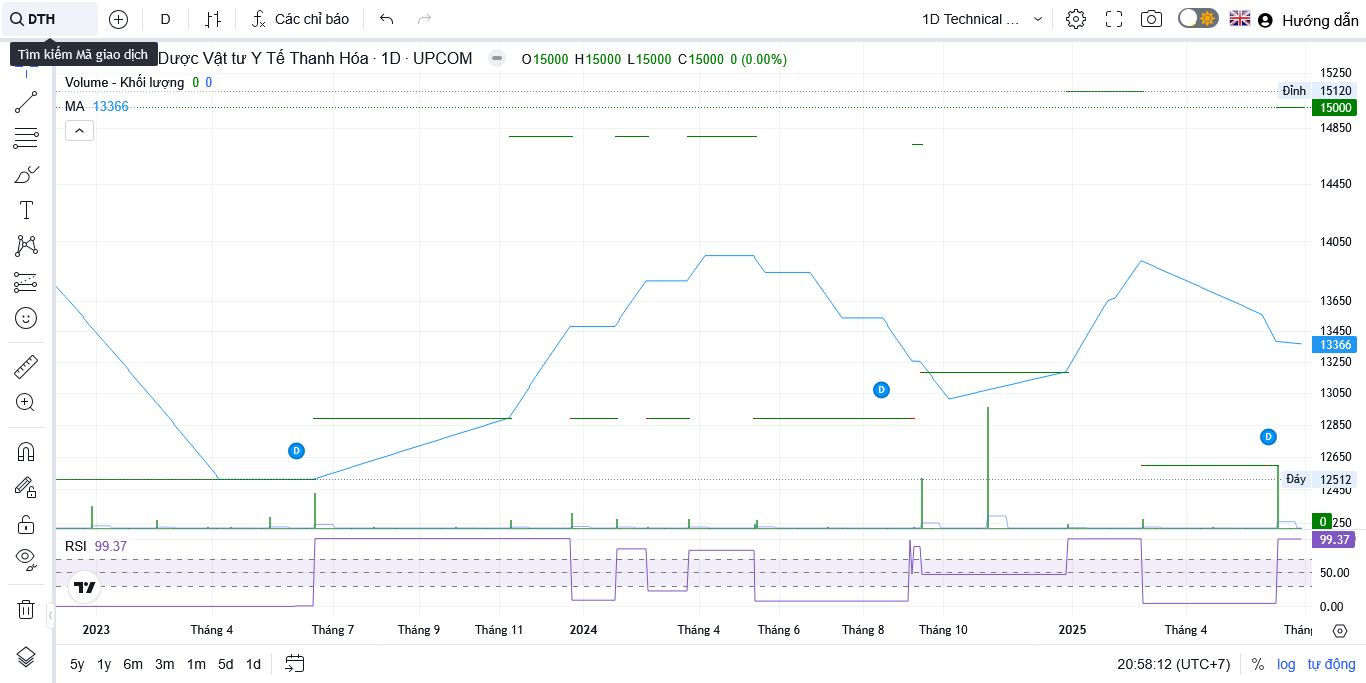 DTH D Các chỉ báo 1D Technical ... Hướng dẫn
Tìm kiếm Mã giao dịch Dược Vật tư Y Tế Thanh Hóa · 1D · UPCOM O15000 H15000 L15000 C15000 0 (0.00%)
Volume - Khối lượng 0 0
MA 13366
15250
Đỉnh 15120
15000
14850
14450
14050
13650
13450
13366
13250
13050
D
12850
D
D
12650
Đáy 12512
12450
0
RSI 99.37
99.37
50.00
0.00
2023 Tháng 4 Tháng 7 Tháng 9 Tháng 11 2024 Tháng 4 Tháng 6 Tháng 8 Tháng 10 2025 Tháng 4
5y 1y 6m 3m 1m 5d 1d 20:58:12 (UTC+7) % log tự động